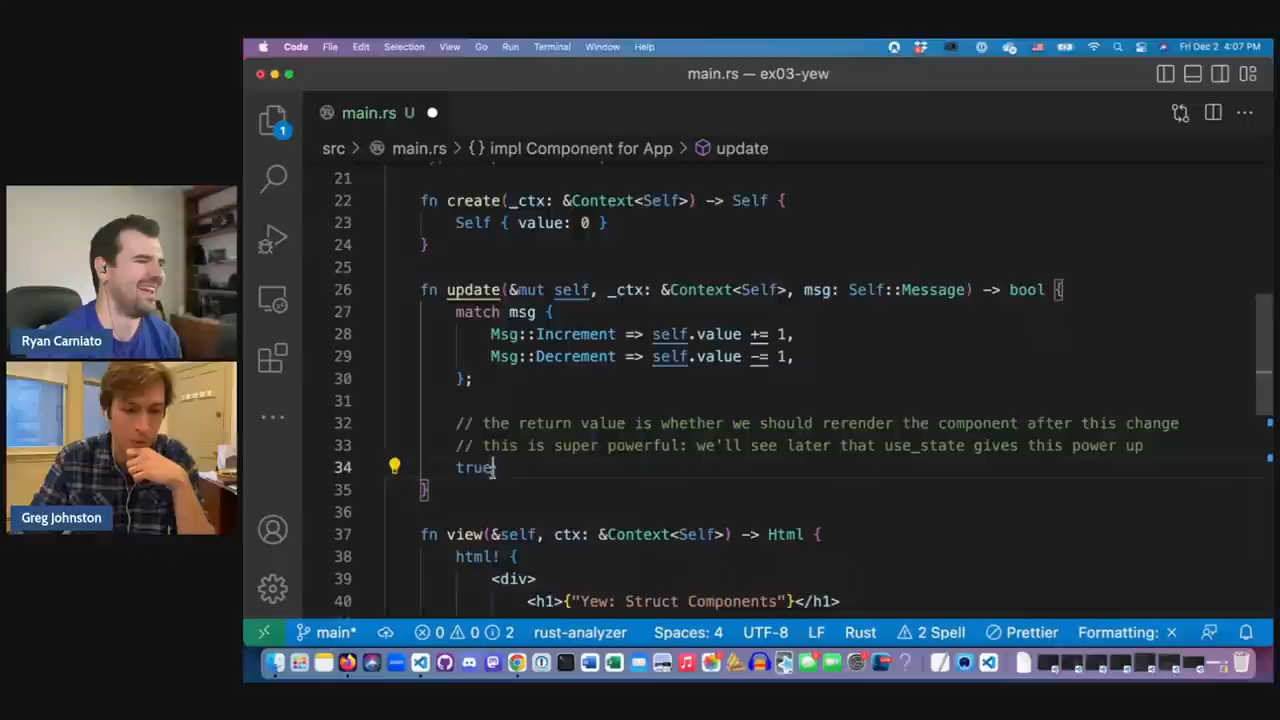 Code File Edit Selection View Go Run Terminal Window Help Fri Dec 2 4:07 PM
main.rs — ex03-yew
main.rs U
src > main.rs > {} impl Component for App > update
1
21
22 fn create(_ctx: &Context<Self>) -> Self {
23 Self { value: 0 }
24 }
25
26 fn update(&mut self, _ctx: &Context<Self>, msg: Self::Message) -> bool {
27 match msg {
28 Msg::Increment => self.value += 1,
29 Msg::Decrement => self.value -= 1,
30 };
31
32 // the return value is whether we should rerender the component after this change
33 // this is super powerful: we'll see later that use_state gives this power up
34 true
35 }
36
37 fn view(&self, ctx: &Context<Self>) -> Html {
38 html! {
39 <div>
40 <h1>{"Yew: Struct Components"}</h1>
Ryan Carniato
Greg Johnston
main* 0 0 2 rust-analyzer Spaces: 4 UTF-8 LF Rust 2 Spell Prettier Formatting: ×